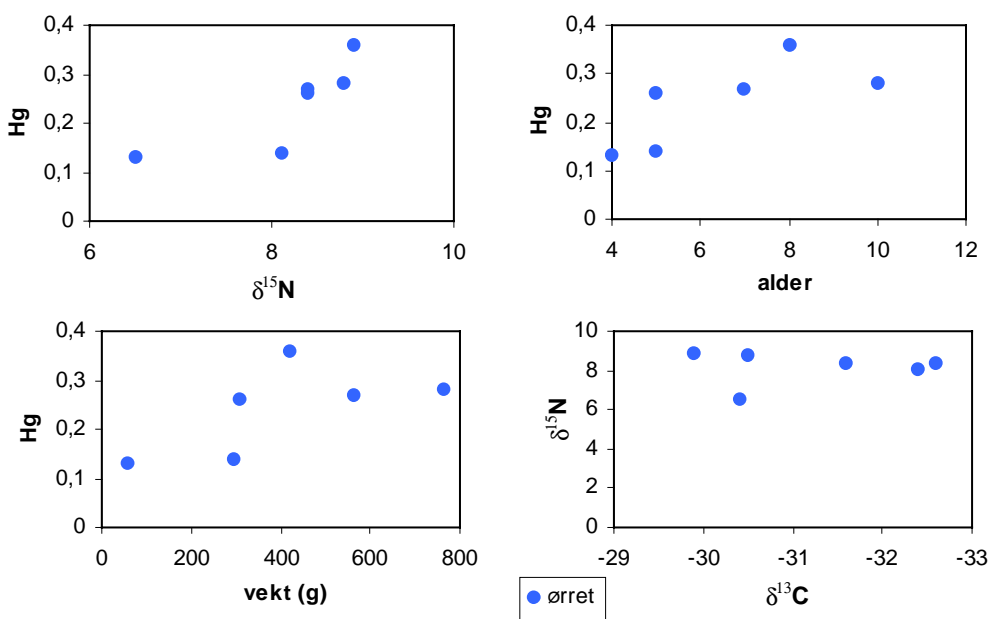 0,4
0,3
0,2
0,1
0
Hg
6 8 10
δ¹⁵N
0,4
0,3
0,2
0,1
0
Hg
4 6 8 10 12
alder
0,4
0,3
0,2
0,1
0
Hg
0 200 400 600 800
vekt (g)
10
8
6
4
2
0
δ¹⁵N
-29 -30 -31 -32 -33
δ¹³C
ørret